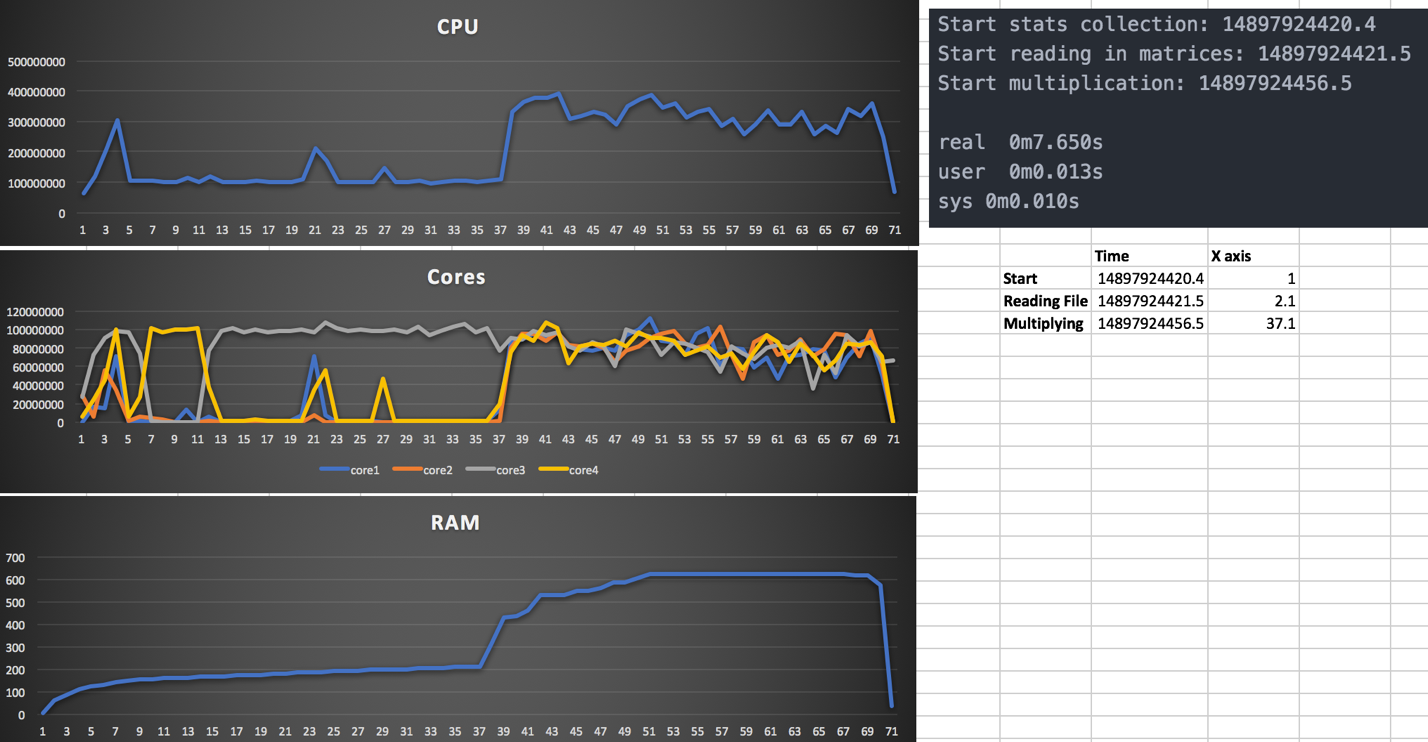 CPU
500000000
400000000
300000000
200000000
100000000
0
1 3 5 7 9 11 13 15 17 19 21 23 25 27 29 31 33 35 37 39 41 43 45 47 49 51 53 55 57 59 61 63 65 67 69 71
Cores
120000000
100000000
80000000
60000000
40000000
20000000
0
1 3 5 7 9 11 13 15 17 19 21 23 25 27 29 31 33 35 37 39 41 43 45 47 49 51 53 55 57 59 61 63 65 67 69 71
core1 core2 core3 core4
RAM
700
600
500
400
300
200
100
0
1 3 5 7 9 11 13 15 17 19 21 23 25 27 29 31 33 35 37 39 41 43 45 47 49 51 53 55 57 59 61 63 65 67 69 71
Start stats collection: 14897924420.4
Start reading in matrices: 14897924421.5
Start multiplication: 14897924456.5
real 0m7.650s
user 0m0.013s
sys 0m0.010s
Time X axis
Start 14897924420.4 1
Reading File 14897924421.5 2.1
Multiplying 14897924456.5 37.1